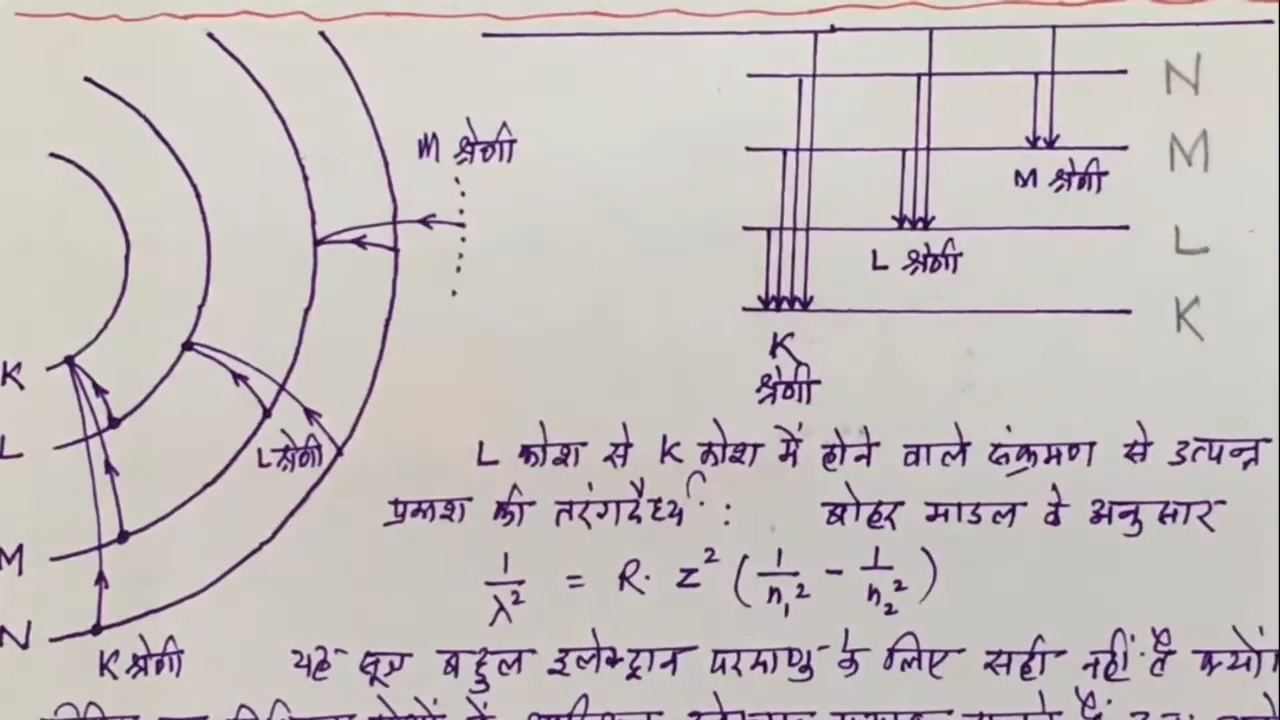 M श्रेणी
N
M
M श्रेणी
L
L श्रेणी
K
K
श्रेणी
K
L
L श्रेणी
M
N
K श्रेणी
L कोश से K कोश में होने वाले संक्रमण से उत्पन्न
प्रकाश की तरंगदैर्ध्य : बोहर माडल के अनुसार
1/λ² = R. Z² (1/n₁² - 1/n₂²)
यह सूत्र बहुल इलेक्ट्रान परमाणु के लिए सही नहीं है क्यों